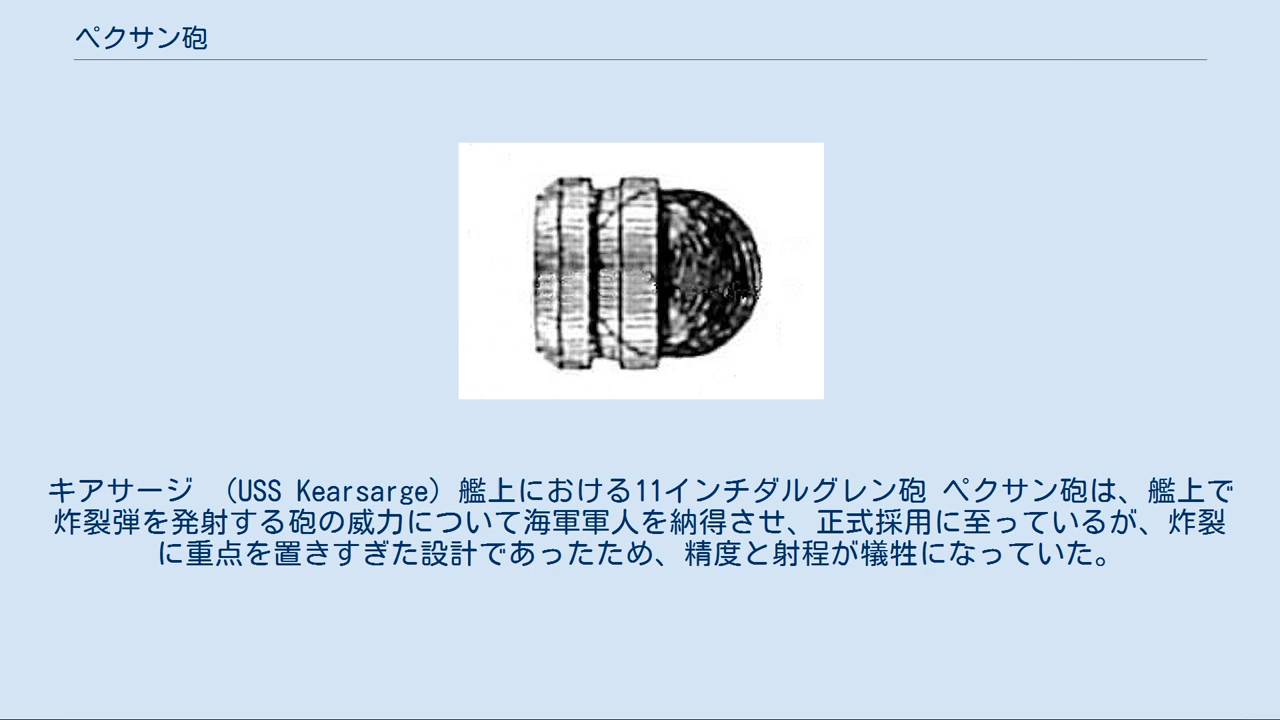 ペクサン砲
キアサージ （USS Kearsarge）艦上における11インチダルグレン砲 ペクサン砲は、艦上で
炸裂弾を発射する砲の威力について海軍軍人を納得させ、正式採用に至っているが、炸裂
に重点を置きすぎた設計であったため、精度と射程が犠牲になっていた。